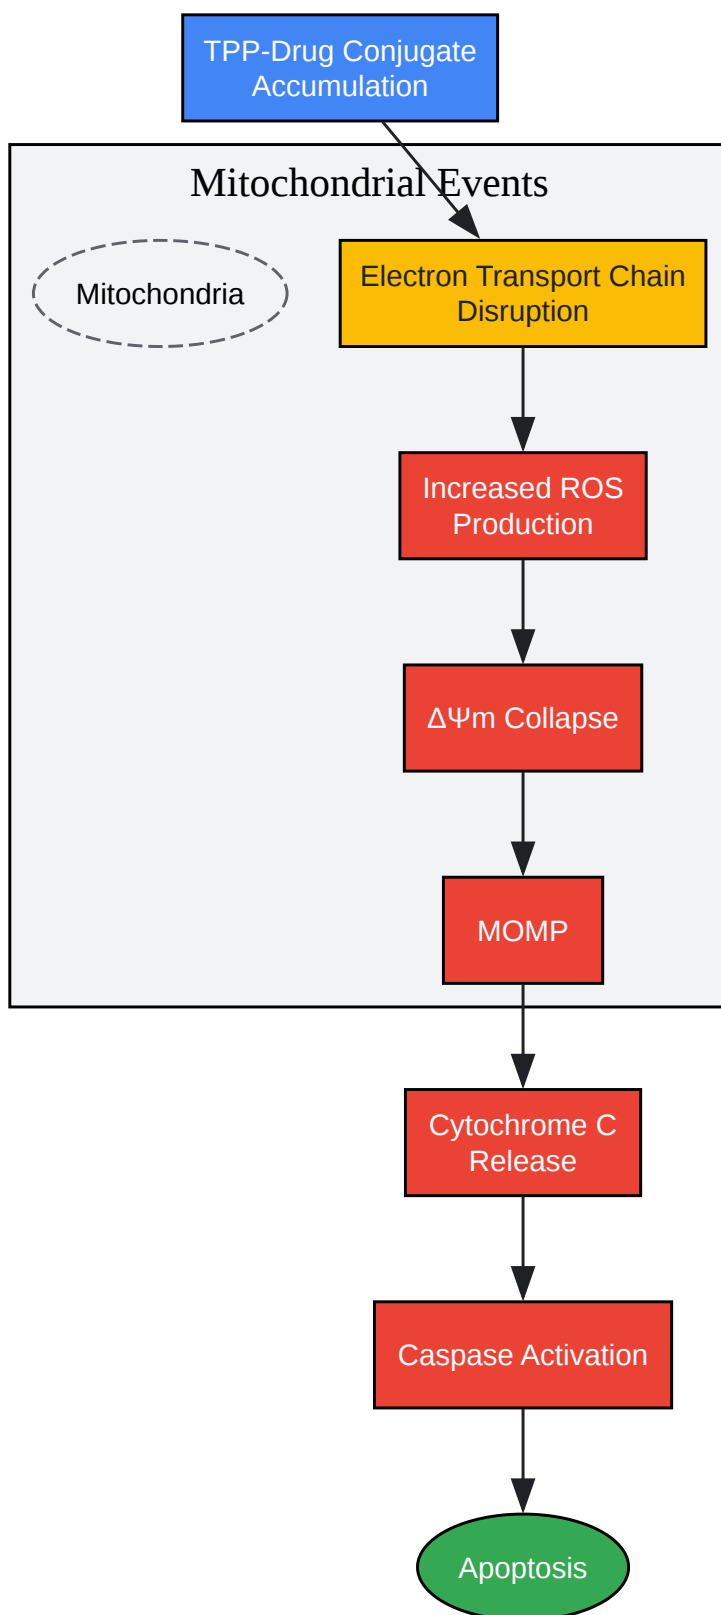 TPP-Drug Conjugate
Accumulation
Mitochondrial Events
Mitochondria
Electron Transport Chain
Disruption
Increased ROS
Production
ΔΨm Collapse
MOMP
Cytochrome C
Release
Caspase Activation
Apoptosis